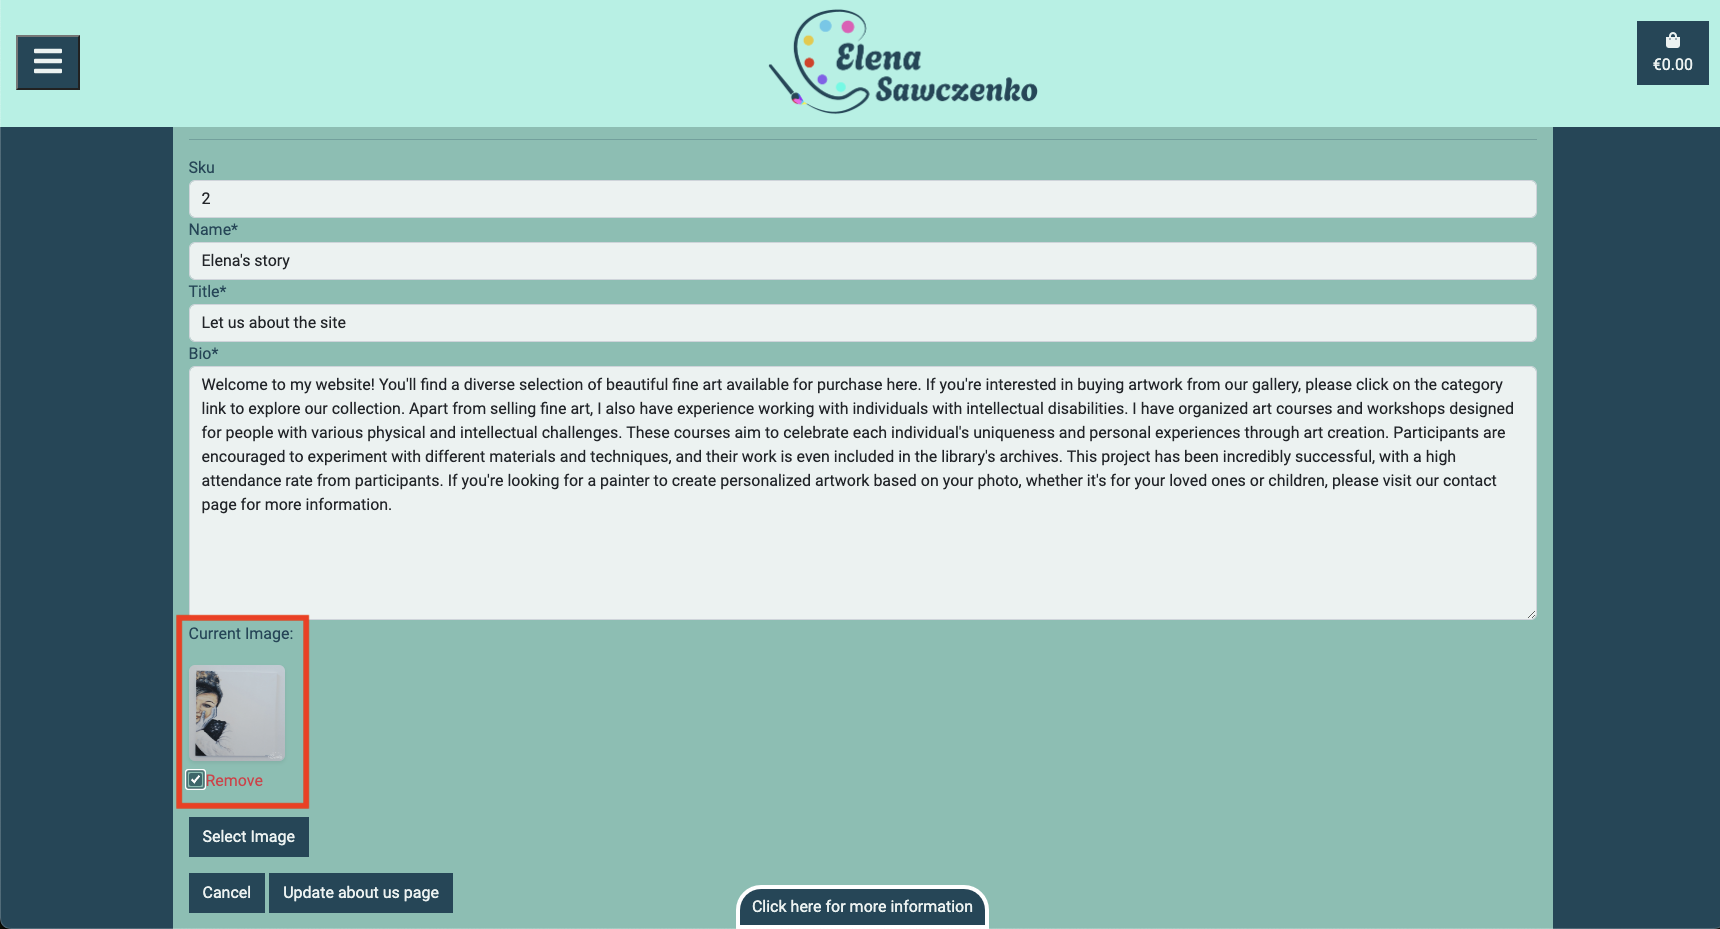 Elena
Sawczenko
€0.00
Sku
2
Name*
Elena's story
Title*
Let us about the site
Bio*
Welcome to my website! You'll find a diverse selection of beautiful fine art available for purchase here. If you're interested in buying artwork from our gallery, please click on the category
link to explore our collection. Apart from selling fine art, I also have experience working with individuals with intellectual disabilities. I have organized art courses and workshops designed
for people with various physical and intellectual challenges. These courses aim to celebrate each individual's uniqueness and personal experiences through art creation. Participants are
encouraged to experiment with different materials and techniques, and their work is even included in the library's archives. This project has been incredibly successful, with a high
attendance rate from participants. If you're looking for a painter to create personalized artwork based on your photo, whether it's for your loved ones or children, please visit our contact
page for more information.
Current Image:
Remove
Select Image
Cancel
Update about us page
Click here for more information